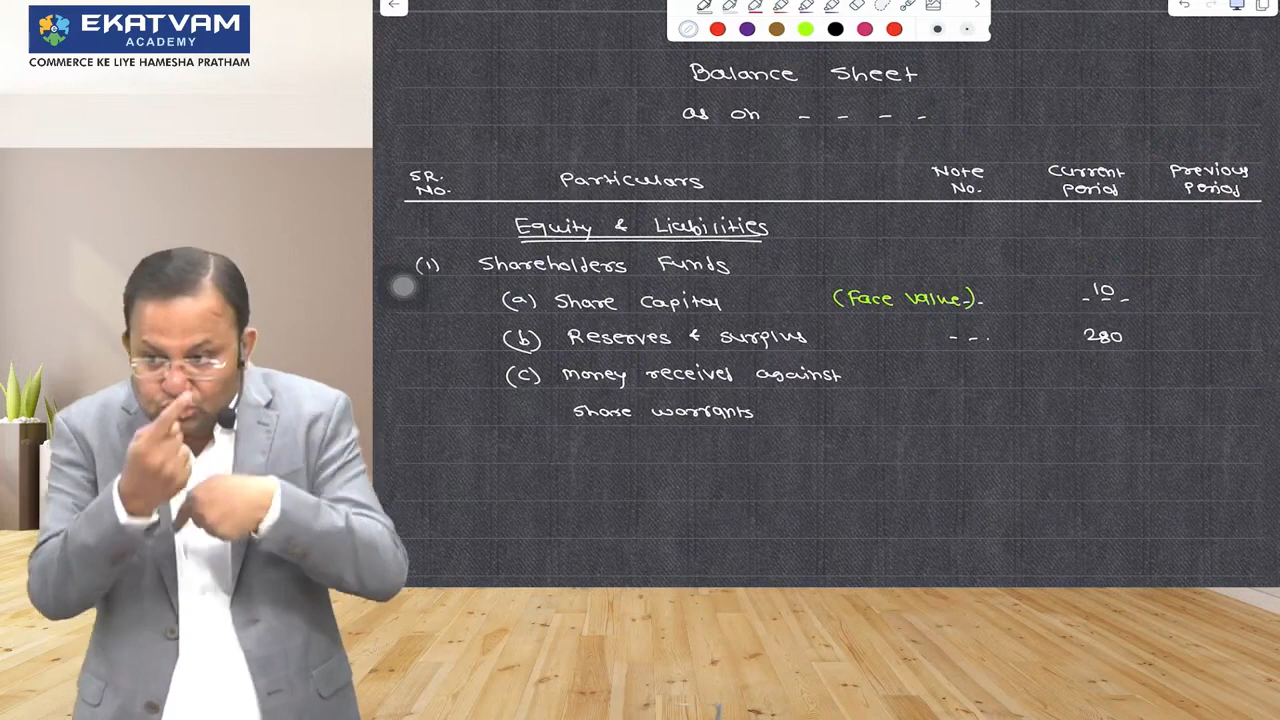 EKATVAM
ACADEMY
COMMERCE KE LIYE HAMESHA PRATHAM
Balance Sheet
as on - - - -
SR. No. Particulars Note No. Current period Previous Period
Equity & Liabilities
(1) Shareholders Funds
(a) Share Capital (Face value) 10
(b) Reserves & surplus - - . 280
(c) money received against
share warrants